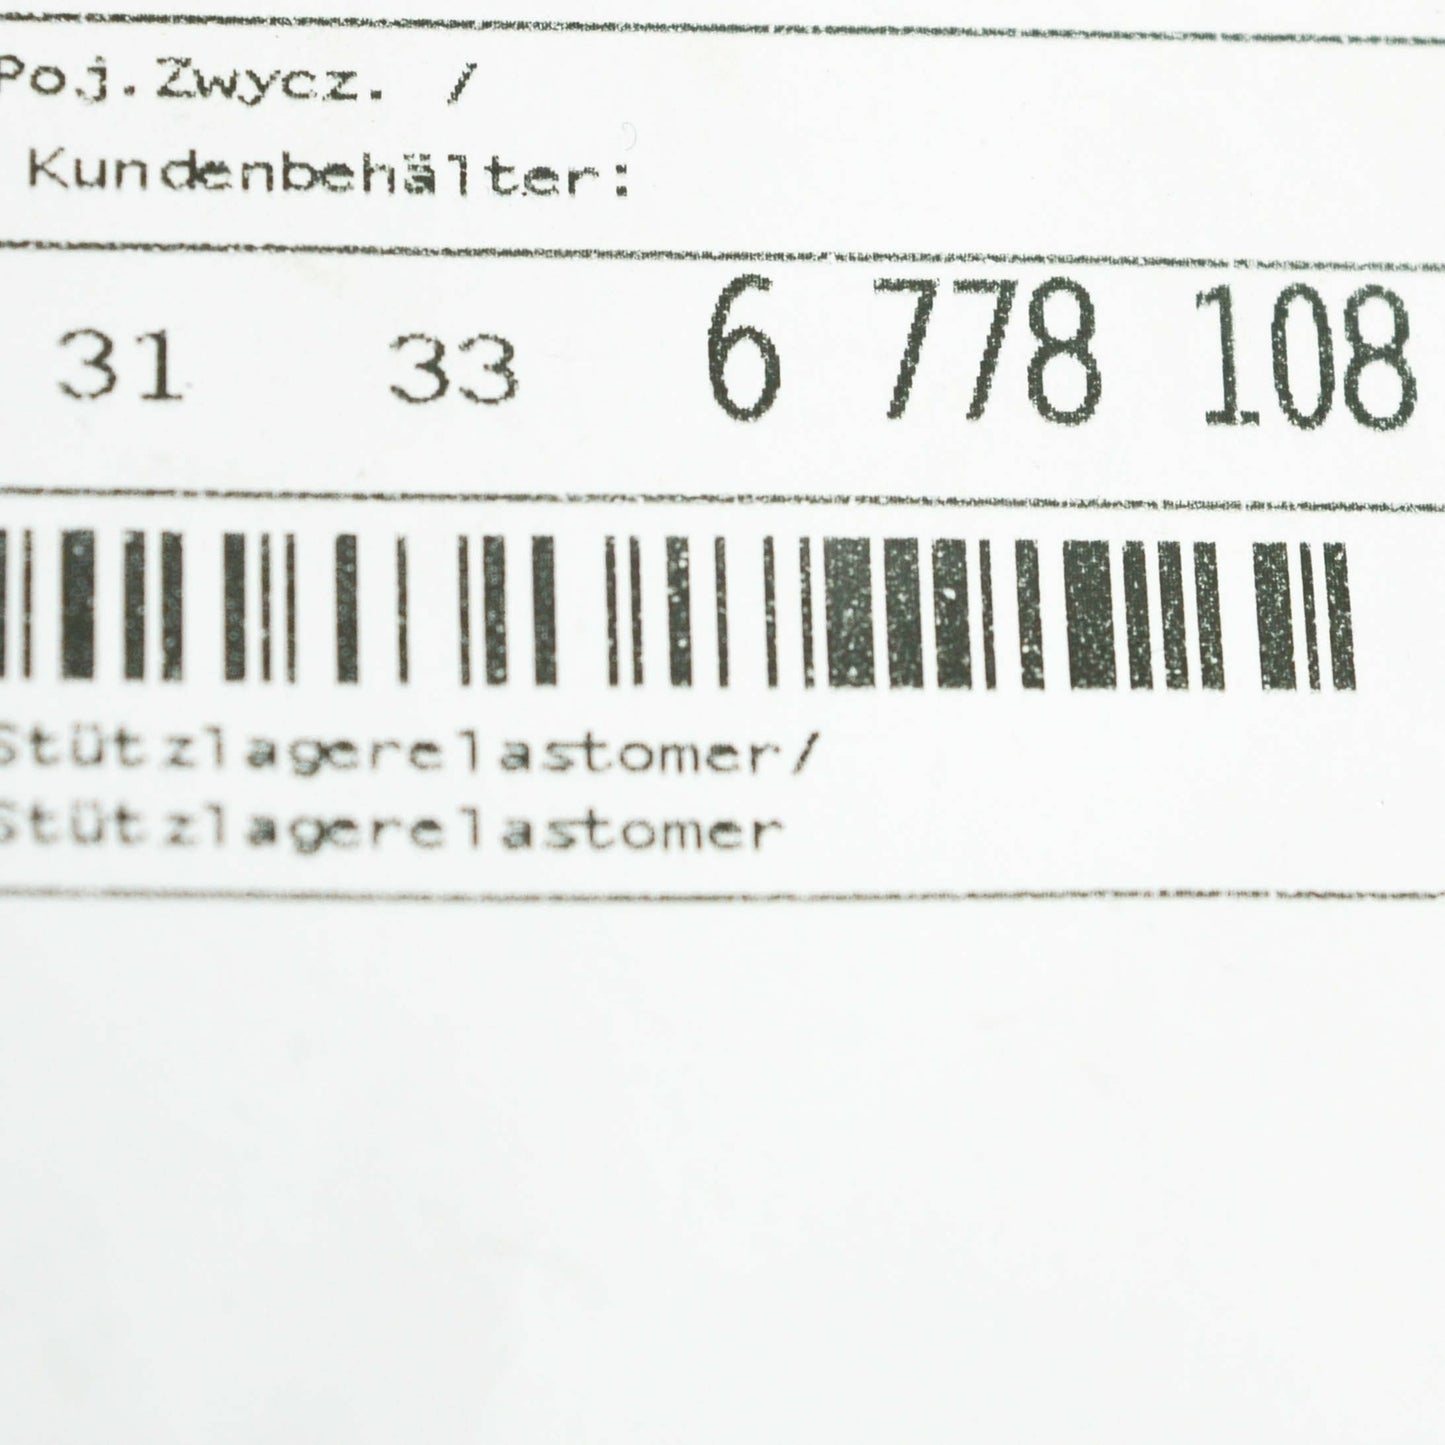 Poj.Zwycz. /
Kundenbehälter:
31 33 6 778 108
Stützlagerelastomer/
Stützlagerelastomer